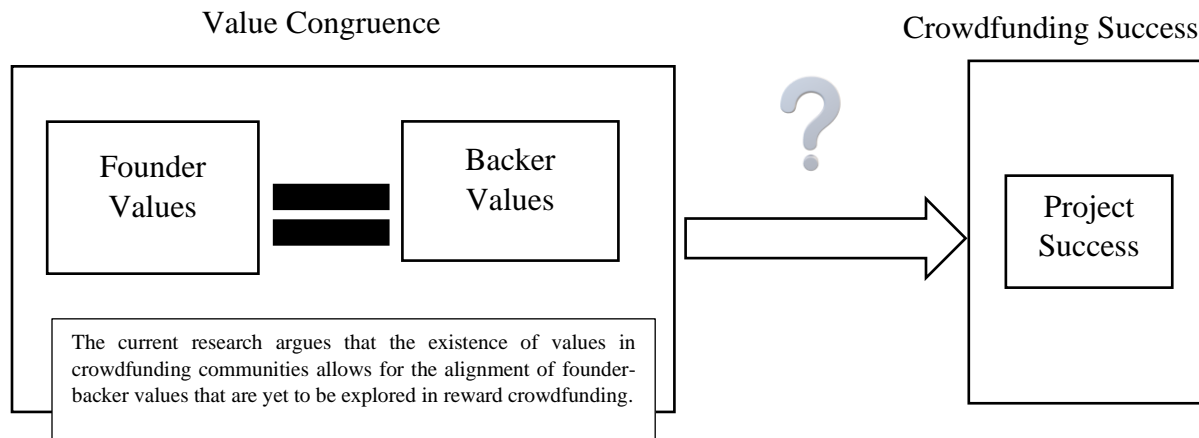 Value Congruence
Crowdfunding Success
Founder
Values
Backer
Values
?
Project
Success
The current research argues that the existence of values in
crowdfunding communities allows for the alignment of founder-
backer values that are yet to be explored in reward crowdfunding.